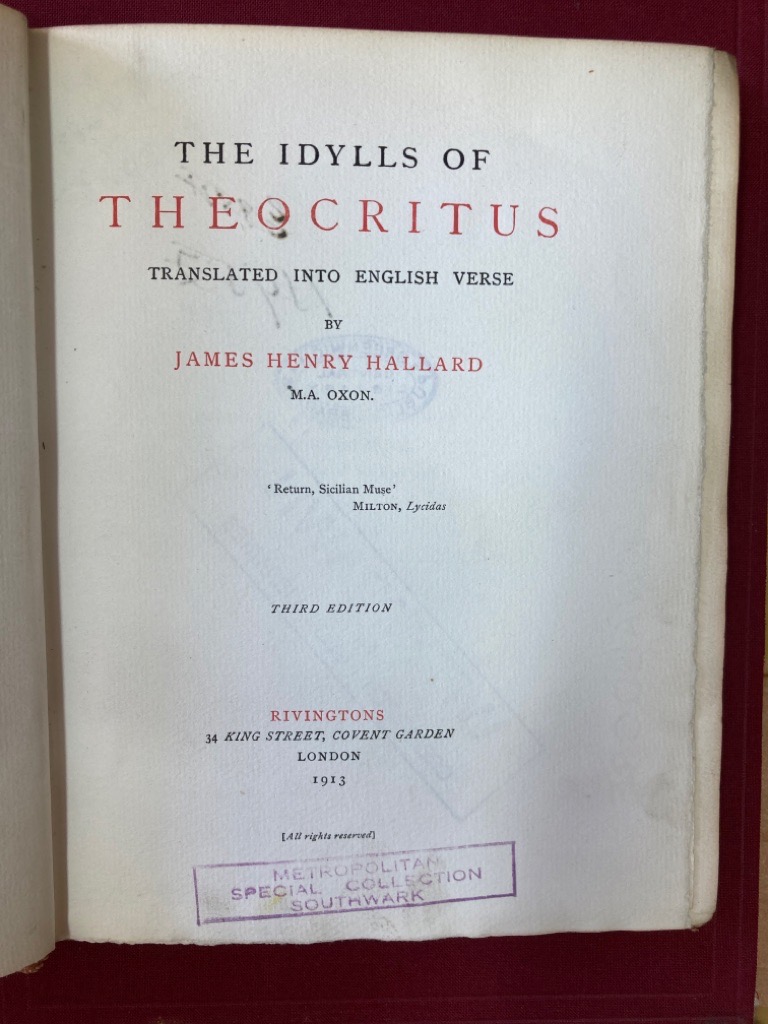 THE IDYLLS OF
THEOCRITUS
TRANSLATED INTO ENGLISH VERSE
BY
JAMES HENRY HALLARD
M.A. OXON.
‘Return, Sicilian Muse’
MILTON, Lycidas
THIRD EDITION
RIVINGTONS
34 KING STREET, COVENT GARDEN
LONDON
1913
[All rights reserved]
METROPOLITAN
SPECIAL COLLECTION
SOUTHWARK